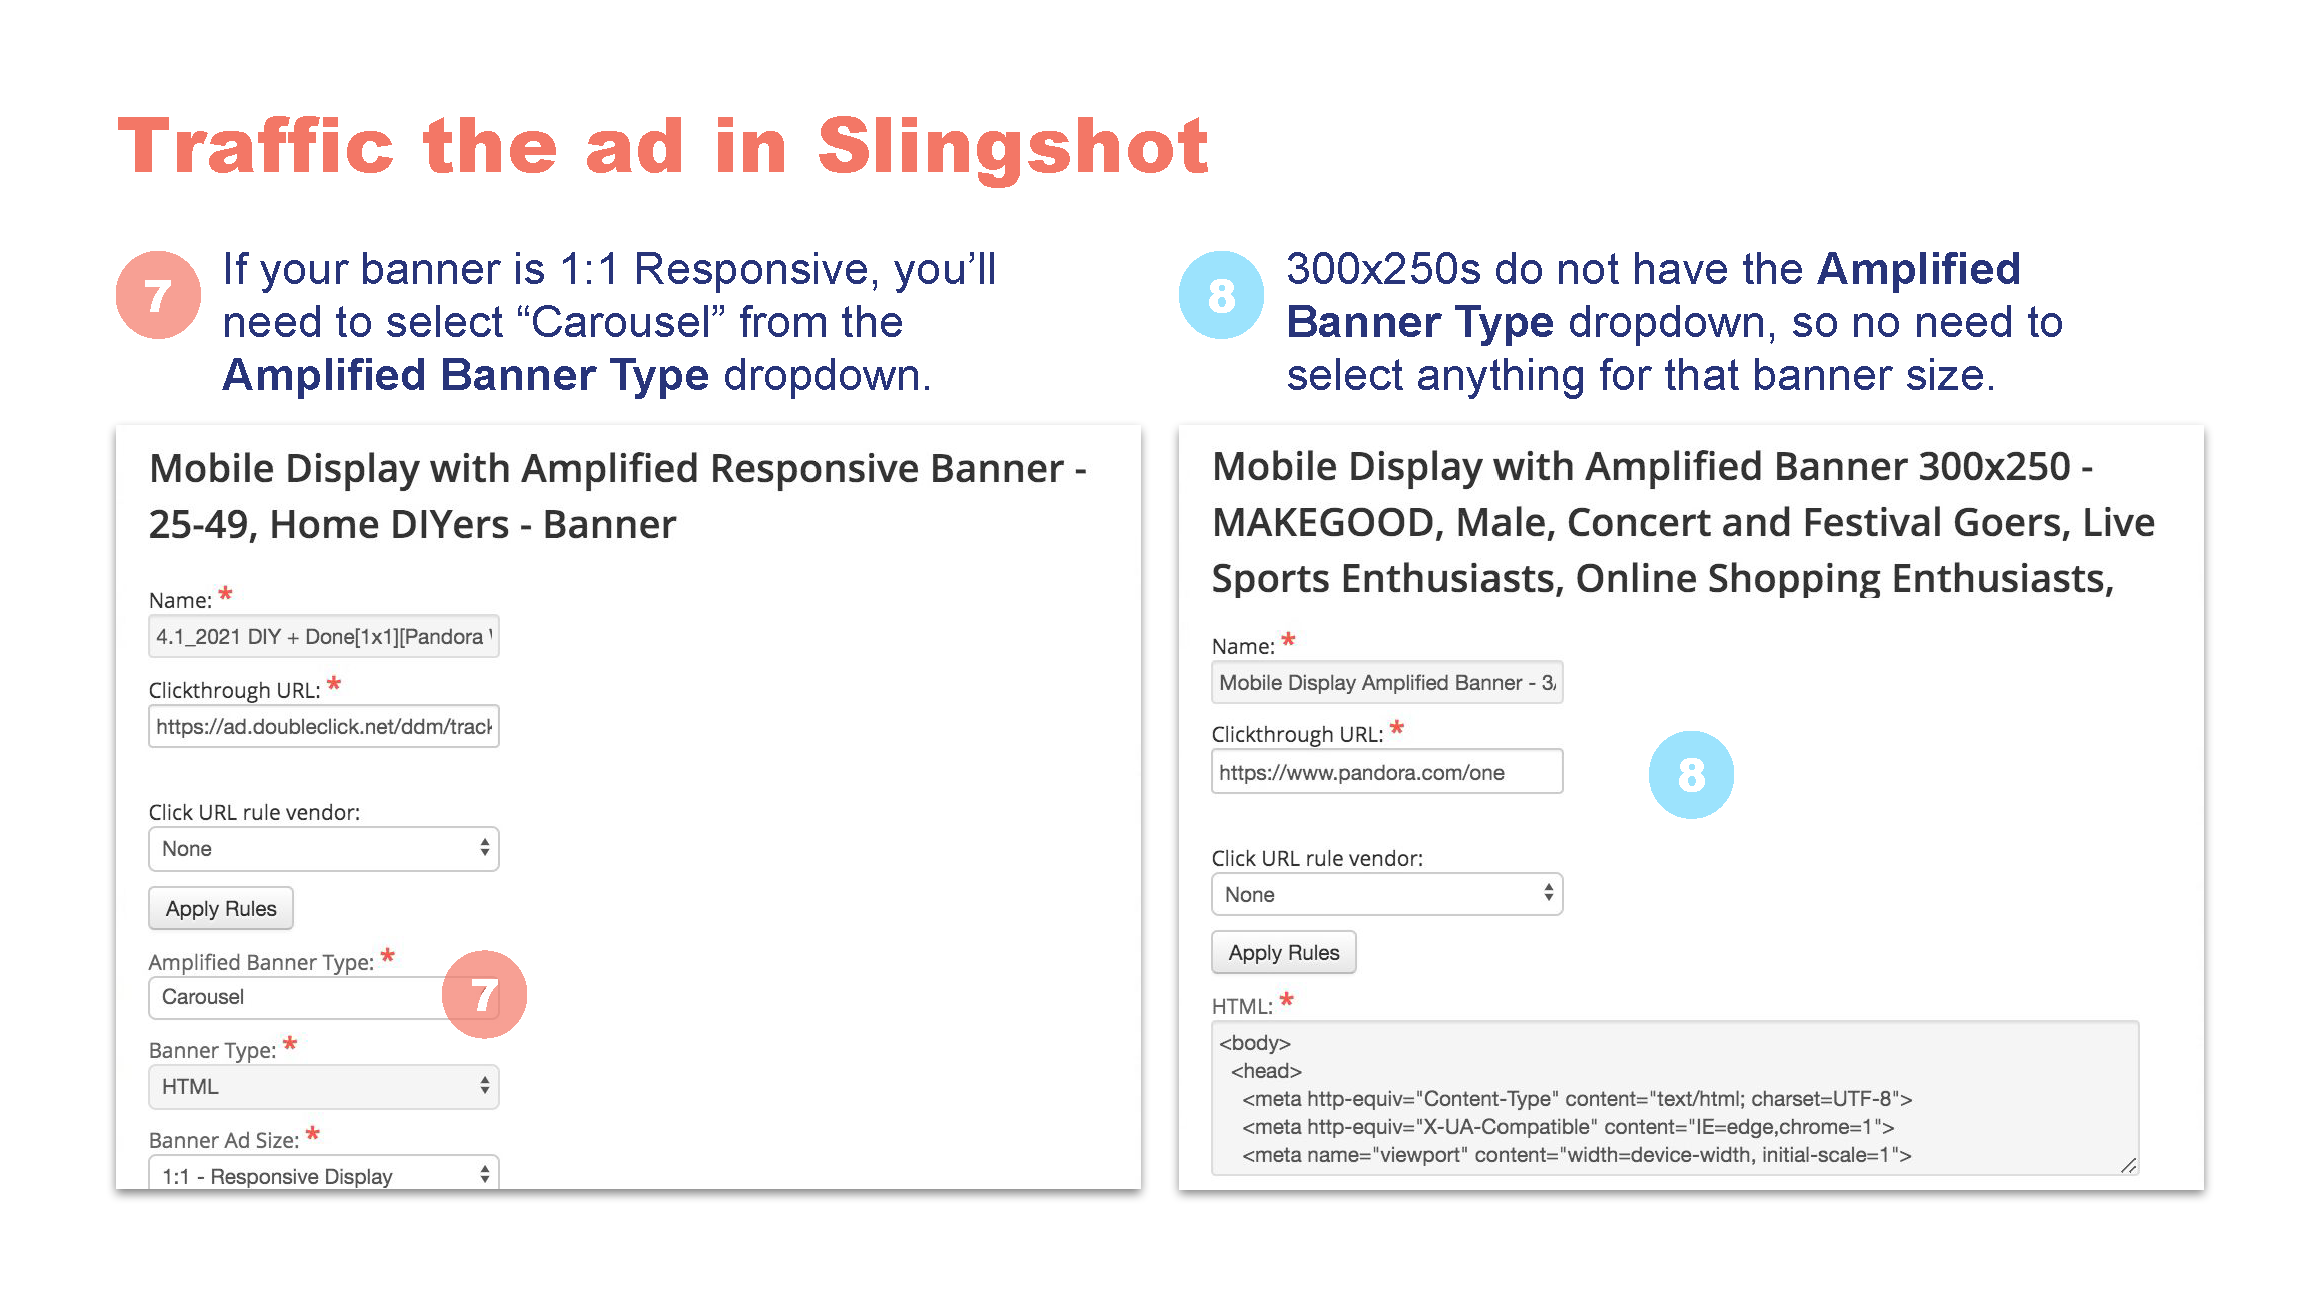 Traffic the ad in Slingshot
7
If your banner is 1:1 Responsive, you’ll
need to select “Carousel” from the
Amplified Banner Type dropdown.
8
300x250s do not have the Amplified
Banner Type dropdown, so no need to
select anything for that banner size.
Mobile Display with Amplified Responsive Banner -
25-49, Home DIYers - Banner
Name: *
4.1_2021 DIY + Done[1x1][Pandora
Clickthrough URL: *
https://ad.doubleclick.net/ddm/track
Click URL rule vendor:
None
Apply Rules
Amplified Banner Type: *
Carousel
7
Banner Type: *
HTML
Banner Ad Size: *
1:1 - Responsive Display
Mobile Display with Amplified Banner 300x250 -
MAKEGOOD, Male, Concert and Festival Goers, Live
Sports Enthusiasts, Online Shopping Enthusiasts,
Name: *
Mobile Display Amplified Banner - 3/
Clickthrough URL: *
https://www.pandora.com/one
8
Click URL rule vendor:
None
Apply Rules
HTML: *
<body>
<head>
<meta http-equiv="Content-Type" content="text/html; charset=UTF-8">
<meta http-equiv="X-UA-Compatible" content="IE=edge,chrome=1">
<meta name="viewport" content="width=device-width, initial-scale=1">